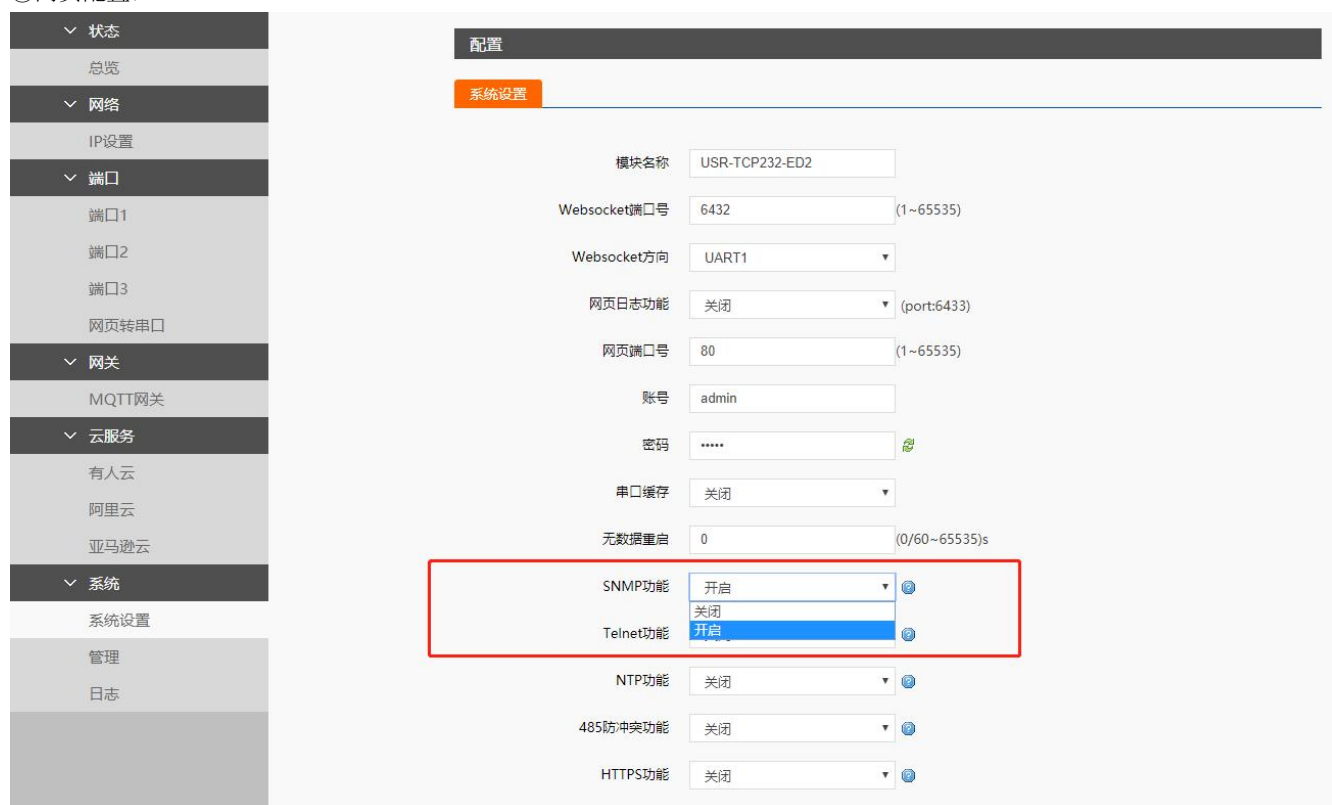 状态
总览
网络
IP设置
端口
端口1
端口2
端口3
网页转串口
网关
MQTT网关
云服务
有人云
阿里云
亚马逊云
系统
系统设置
管理
日志
配置
系统设置
模块名称 USR-TCP232-ED2
Websocket端口号 6432 (1~65535)
Websocket方向 UART1
网页日志功能 关闭 (port:6433)
网页端口号 80 (1~65535)
账号 admin
密码 •••••
串口缓存 关闭
无数据重启 0 (0/60~65535)s
SNMP功能 开启
关闭
开启
Telnet功能
NTP功能 关闭
485防冲突功能 关闭
HTTPS功能 关闭